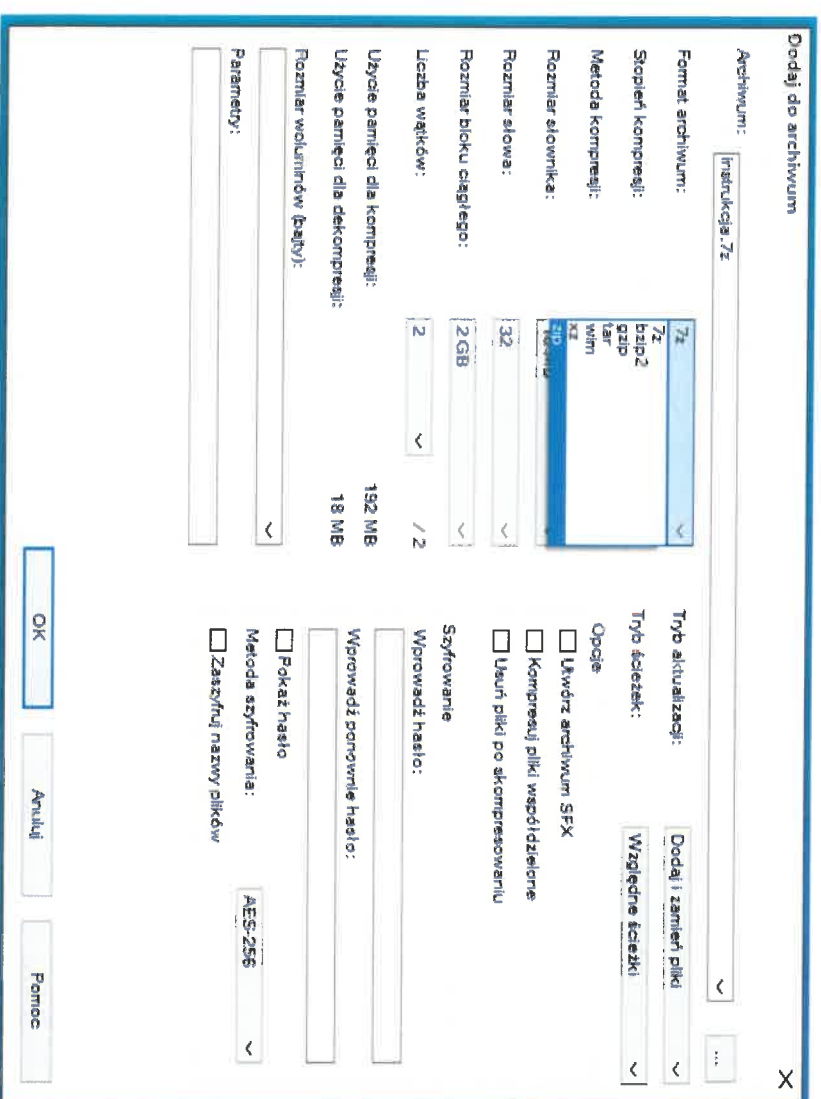 Dodaj do archiwum
X
Archiwum:
instrukcja.7z
...
Format archiwum:
7z
7z
bzip2
gzip
tar
wim
xz
zip
Stopień kompresji:
Metoda kompresji:
Rozmiar słownika:
Rozmiar słowa:
32
Rozmiar bloku ciągłego:
2 GB
Liczba wątków:
2
/ 2
Użycie pamięci dla kompresji:
192 MB
Użycie pamięci dla dekompresji:
18 MB
Rozmiar woluminów (bajty):
Parametry:
Tryb aktualizacji:
Dodaj i zamień pliki
Tryb ścieżek:
Względne ścieżki
Opcje
Utwórz archiwum SFX
Kompresuj pliki współdzielone
Usuń pliki po skompresowaniu
Szyfrowanie
Wprowadź hasło:
Wprowadź ponownie hasło:
Pokaż hasło
Metoda szyfrowania:
AES-256
Zaszyfruj nazwy plików
OK
Anuluj
Pomoc